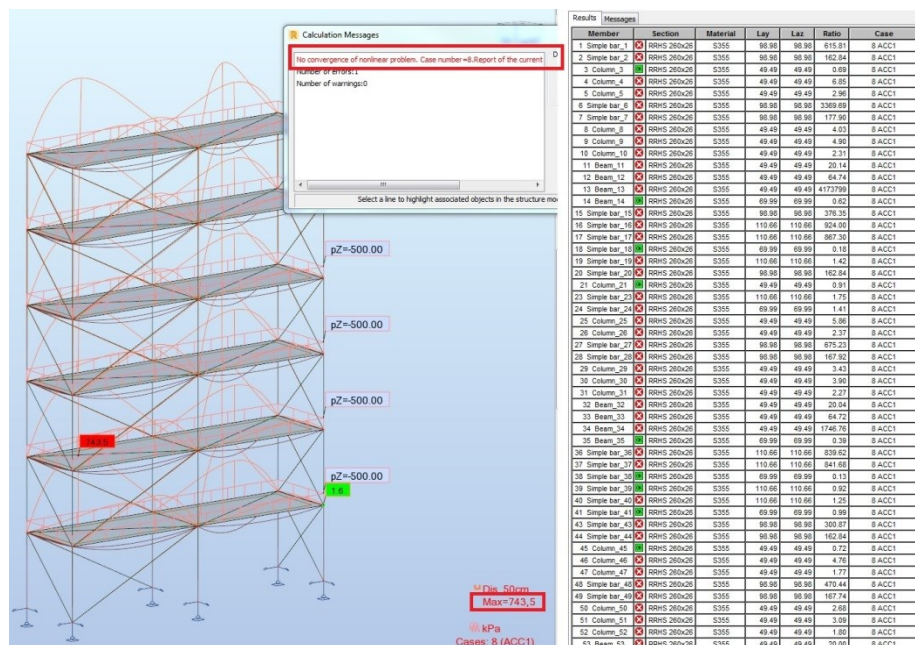 Calculation Messages
No convergence of nonlinear problem. Case number=8.Report of the current
Number of errors:1
Number of warnings:0
Select a line to highlight associated objects in the structure mo
pZ=-500.00
pZ=-500.00
pZ=-500.00
pZ=-500.00
743,5
1,6
Dis 50cm
Max=743,5
kPa
Cases: 8 (ACC1)
Results Messages
Member Section Material Lay Laz Ratio Case
1 Simple bar_1 RRHS 260x26 S355 98.98 98.98 615.81 8 ACC1
2 Simple bar_2 RRHS 260x26 S355 98.98 98.98 162.84 8 ACC1
3 Column_3 RRHS 260x26 S355 49.49 49.49 0.69 8 ACC1
4 Column_4 RRHS 260x26 S355 49.49 49.49 6.85 8 ACC1
5 Column_5 RRHS 260x26 S355 49.49 49.49 2.96 8 ACC1
6 Simple bar_6 RRHS 260x26 S355 98.98 98.98 3369.89 8 ACC1
7 Simple bar_7 RRHS 260x26 S355 98.98 98.98 177.90 8 ACC1
8 Column_8 RRHS 260x26 S355 49.49 49.49 4.03 8 ACC1
9 Column_9 RRHS 260x26 S355 49.49 49.49 4.90 8 ACC1
10 Column_10 RRHS 260x26 S355 49.49 49.49 2.31 8 ACC1
11 Beam_11 RRHS 260x26 S355 49.49 49.49 20.14 8 ACC1
12 Beam_12 RRHS 260x26 S355 49.49 49.49 64.74 8 ACC1
13 Beam_13 RRHS 260x26 S355 49.49 49.49 4173799 8 ACC1
14 Beam_14 RRHS 260x26 S355 69.99 69.99 0.62 8 ACC1
15 Simple bar_15 RRHS 260x26 S355 98.98 98.98 376.35 8 ACC1
16 Simple bar_16 RRHS 260x26 S355 110.66 110.66 924.00 8 ACC1
17 Simple bar_17 RRHS 260x26 S355 110.66 110.66 867.30 8 ACC1
18 Simple bar_18 RRHS 260x26 S355 69.99 69.99 0.18 8 ACC1
19 Simple bar_19 RRHS 260x26 S355 110.66 110.66 1.42 8 ACC1
20 Simple bar_20 RRHS 260x26 S355 98.98 98.98 162.84 8 ACC1
21 Column_21 RRHS 260x26 S355 49.49 49.49 0.91 8 ACC1
23 Simple bar_23 RRHS 260x26 S355 110.66 110.66 1.75 8 ACC1
24 Simple bar_24 RRHS 260x26 S355 69.99 69.99 1.41 8 ACC1
25 Column_25 RRHS 260x26 S355 49.49 49.49 5.86 8 ACC1
26 Column_26 RRHS 260x26 S355 49.49 49.49 2.37 8 ACC1
27 Simple bar_27 RRHS 260x26 S355 98.98 98.98 675.23 8 ACC1
28 Simple bar_28 RRHS 260x26 S355 98.98 98.98 167.92 8 ACC1
29 Column_29 RRHS 260x26 S355 49.49 49.49 3.43 8 ACC1
30 Column_30 RRHS 260x26 S355 49.49 49.49 3.90 8 ACC1
31 Column_31 RRHS 260x26 S355 49.49 49.49 2.27 8 ACC1
32 Beam_32 RRHS 260x26 S355 49.49 49.49 20.04 8 ACC1
33 Beam_33 RRHS 260x26 S355 49.49 49.49 64.72 8 ACC1
34 Beam_34 RRHS 260x26 S355 49.49 49.49 1746.76 8 ACC1
35 Beam_35 RRHS 260x26 S355 69.99 69.99 0.39 8 ACC1
36 Simple bar_36 RRHS 260x26 S355 110.66 110.66 839.62 8 ACC1
37 Simple bar_37 RRHS 260x26 S355 110.66 110.66 841.68 8 ACC1
38 Simple bar_38 RRHS 260x26 S355 69.99 69.99 0.13 8 ACC1
39 Simple bar_39 RRHS 260x26 S355 110.66 110.66 0.92 8 ACC1
40 Simple bar_40 RRHS 260x26 S355 110.66 110.66 1.25 8 ACC1
41 Simple bar_41 RRHS 260x26 S355 69.99 69.99 0.99 8 ACC1
43 Simple bar_43 RRHS 260x26 S355 98.98 98.98 300.87 8 ACC1
44 Simple bar_44 RRHS 260x26 S355 98.98 98.98 162.84 8 ACC1
45 Column_45 RRHS 260x26 S355 49.49 49.49 0.72 8 ACC1
46 Column_46 RRHS 260x26 S355 49.49 49.49 4.76 8 ACC1
47 Column_47 RRHS 260x26 S355 49.49 49.49 1.77 8 ACC1
48 Simple bar_48 RRHS 260x26 S355 98.98 98.98 470.44 8 ACC1
49 Simple bar_49 RRHS 260x26 S355 98.98 98.98 167.74 8 ACC1
50 Column_50 RRHS 260x26 S355 49.49 49.49 2.68 8 ACC1
51 Column_51 RRHS 260x26 S355 49.49 49.49 3.09 8 ACC1
52 Column_52 RRHS 260x26 S355 49.49 49.49 1.80 8 ACC1
53 Beam_53 RRHS 260x26 S355 49.49 49.49 20.00 8 ACC1